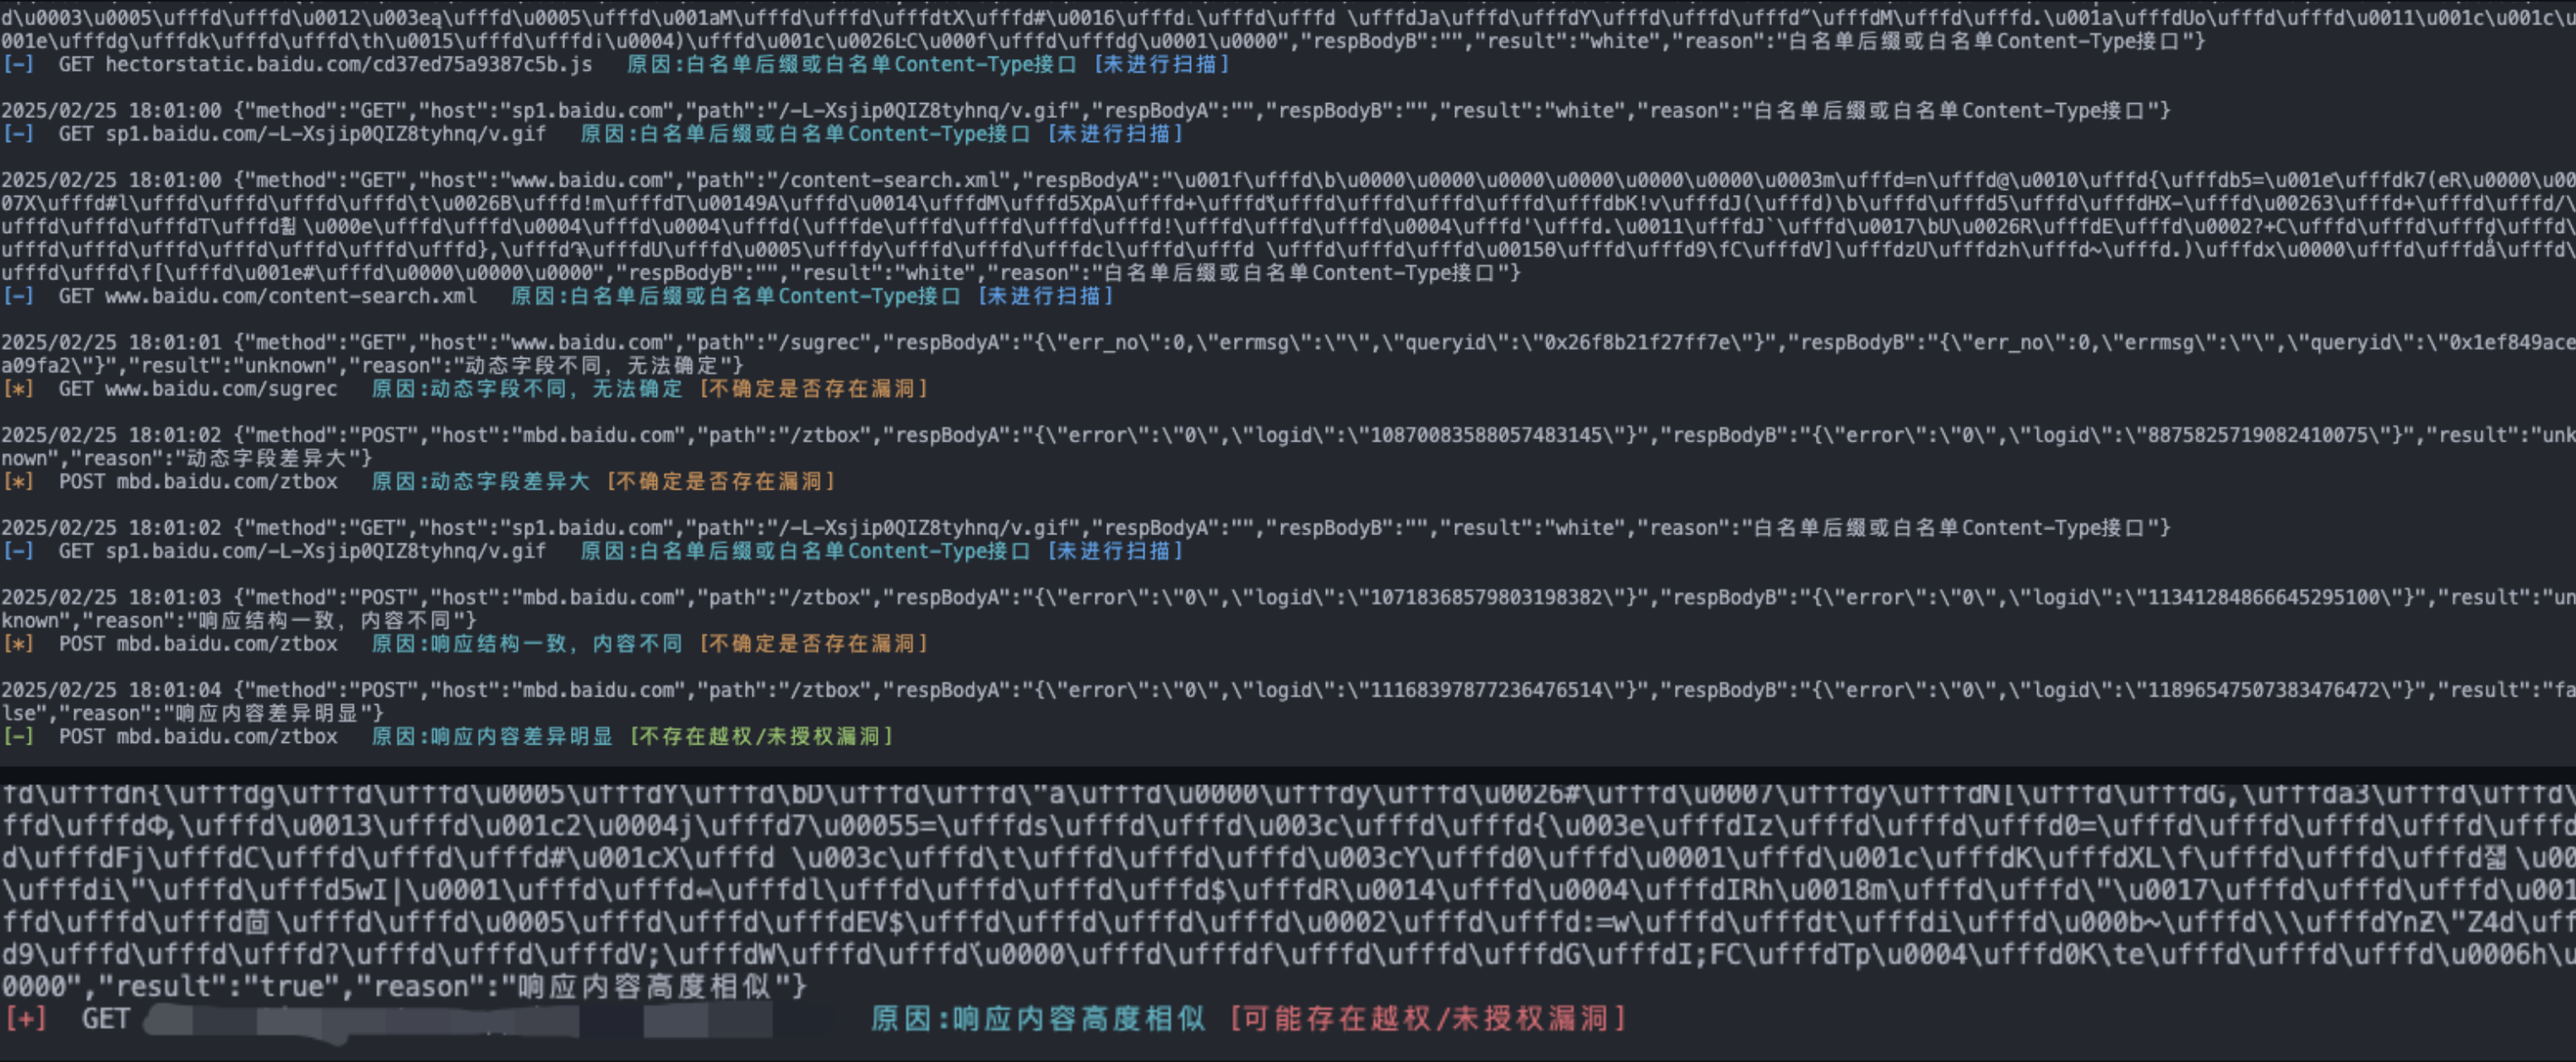 d\u0003\u0005\ufffd\ufffd\u0012\u003eą\ufffd\u0005\ufffd\u001aM\ufffd\ufffdtX\ufffd#\u0016\ufffd\ufffd\ufffd \ufffdJa\ufffd\ufffdY\ufffd\ufffd\ufffd\ufffd\ufffdM\ufffd\ufffd.\u001a\ufffdUo\ufffd\ufffd\u0011\u001c\u001c\
001e\ufffdg\ufffdk\ufffd\ufffd\th\u0015\ufffd\ufffdi\u0004)\ufffd\u001c\u0026ĿC\u000f\ufffd\ufffdg\u0001\u0000","respBodyB":"","result":"white","reason":"白名单后缀或白名单Content-Type接口"}
[-] GET hectorstatic.baidu.com/cd37ed75a9387c5b.js 原因:白名单后缀或白名单Content-Type接口 [未进行扫描]
2025/02/25 18:01:00 {"method":"GET","host":"sp1.baidu.com","path":"/-L-Xsjip0QIZ8tyhnq/v.gif","respBodyA":"","respBodyB":"","result":"white","reason":"白名单后缀或白名单Content-Type接口"}
[-] GET sp1.baidu.com/-L-Xsjip0QIZ8tyhnq/v.gif 原因:白名单后缀或白名单Content-Type接口 [未进行扫描]
2025/02/25 18:01:00 {"method":"GET","host":"www.baidu.com","path":"/content-search.xml","respBodyA":"\u001f\ufffd\b\u0000\u0000\u0000\u0000\u0000\u0000\u0003m\ufffd=n\ufffd@\u0010\ufffd{\ufffdb5=\u001e\ufffdk7(eR\u0000\u00
07X\ufffd#l\ufffd\ufffd\ufffd\ufffd\t\u0026B\ufffd!m\ufffdT\u00149A\ufffd\u0014\ufffdM\ufffd5XpA\ufffd+\ufffd\ufffd\ufffd\ufffd\ufffd\ufffdbK!v\ufffdJ(\ufffd)\b\ufffd\ufffd5\ufffd\ufffdHX-\ufffd\u00263\ufffd+\ufffd\ufffd/\
\ufffd\ufffd\ufffdT\ufffd \u000e\ufffd\u0004\ufffd\u0004\ufffd(\ufffde\ufffd\ufffd\ufffd!\ufffd\ufffd\u0004\ufffd'\ufffd.\u0011\ufffdJ`\ufffd\u0017\bU\u0026R\ufffdE\ufffd\u0002?+C\ufffd\ufffd\ufffd\ufffd\ufffd\
\ufffd\ufffd\ufffd\ufffd\ufffd\ufffd\ufffd},\ufffd\ufffdU\ufffd\u0005\ufffdy\ufffd\ufffd\ufffdcl\ufffd\ufffd \ufffd\ufffd\ufffd\u00150\ufffd\ufffd9\fC\ufffdV]\ufffdzU\ufffdzh\ufffd~\ufffd.)\ufffdx\u0000\ufffd\ufffdå\ufffd\
\ufffd\ufffd\f[\ufffd\u001e#\ufffd\u0000\u0000\u0000","respBodyB":"","result":"white","reason":"白名单后缀或白名单Content-Type接口"}
[-] GET www.baidu.com/content-search.xml 原因:白名单后缀或白名单Content-Type接口 [未进行扫描]
2025/02/25 18:01:01 {"method":"GET","host":"www.baidu.com","path":"/sugrec","respBodyA":"{\"err_no\":0,\"errmsg\":\"\",\"queryid\":\"0x26f8b21f27ff7e\"}","respBodyB":"{\"err_no\":0,\"errmsg\":\"\",\"queryid\":\"0x1ef849ace
a09fa2\"}","result":"unknown","reason":"动态字段不同，无法确定"}
[*] GET www.baidu.com/sugrec 原因:动态字段不同，无法确定 [不确定是否存在漏洞]
2025/02/25 18:01:02 {"method":"POST","host":"mbd.baidu.com","path":"/ztbox","respBodyA":"{\"error\":\"0\",\"logid\":\"10870083588057483145\"}","respBodyB":"{\"error\":\"0\",\"logid\":\"8875825719082410075\"}","result":"unk
nown","reason":"动态字段差异大"}
[*] POST mbd.baidu.com/ztbox 原因:动态字段差异大 [不确定是否存在漏洞]
2025/02/25 18:01:02 {"method":"GET","host":"sp1.baidu.com","path":"/-L-Xsjip0QIZ8tyhnq/v.gif","respBodyA":"","respBodyB":"","result":"white","reason":"白名单后缀或白名单Content-Type接口"}
[-] GET sp1.baidu.com/-L-Xsjip0QIZ8tyhnq/v.gif 原因:白名单后缀或白名单Content-Type接口 [未进行扫描]
2025/02/25 18:01:03 {"method":"POST","host":"mbd.baidu.com","path":"/ztbox","respBodyA":"{\"error\":\"0\",\"logid\":\"10718368579803198382\"}","respBodyB":"{\"error\":\"0\",\"logid\":\"11341284866645295100\"}","result":"un
known","reason":"响应结构一致，内容不同"}
[*] POST mbd.baidu.com/ztbox 原因:响应结构一致，内容不同 [不确定是否存在漏洞]
2025/02/25 18:01:04 {"method":"POST","host":"mbd.baidu.com","path":"/ztbox","respBodyA":"{\"error\":\"0\",\"logid\":\"11168397877236476514\"}","respBodyB":"{\"error\":\"0\",\"logid\":\"11896547507383476472\"}","result":"fa
lse","reason":"响应内容差异明显"}
[-] POST mbd.baidu.com/ztbox 原因:响应内容差异明显 [不存在越权/未授权漏洞]
fd\ufffdn{\ufffdg\ufffd\ufffd\u0005\ufffdY\ufffd\bD\ufffd\ufffd\"a\ufffd\u0000\ufffdy\ufffd\u0026#\ufffd\u0007\ufffdy\ufffdN[\ufffd\ufffdG,\ufffda3\ufffd\ufffd\
ffd\ufffdФ,\ufffd\u0013\ufffd\u001c2\u0004j\ufffd7\u00055=\ufffds\ufffd\ufffd\u003c\ufffd\ufffd{\u003e\ufffdIz\ufffd\ufffd\ufffd0=\ufffd\ufffd\ufffd\ufffd\ufffd
d\ufffdFj\ufffdC\ufffd\ufffd\ufffd#\u001cX\ufffd \u003c\ufffd\t\ufffd\ufffd\ufffd\u003cY\ufffd0\ufffd\u0001\ufffd\u001c\ufffdK\ufffdXL\f\ufffd\ufffd\ufffd \u00
\ufffdi\"\ufffd\ufffd5wI|\u0001\ufffd\ufffd\ufffdl\ufffd\ufffd\ufffd\ufffd$\ufffdR\u0014\ufffd\u0004\ufffdIRh\u0018m\ufffd\ufffd\"\u0017\ufffd\ufffd\ufffd\u001
ffd\ufffd\ufffd茴\ufffd\ufffd\u0005\ufffd\ufffd\ufffdEV$\ufffd\ufffd\ufffd\ufffd\u0002\ufffd\ufffd:=w\ufffd\ufffdt\ufffdi\ufffd\u000b~\ufffd\\\ufffdYnƵ\"Z4d\uff
d9\ufffd\ufffd\ufffd?\ufffd\ufffd\ufffdV;\ufffdW\ufffd\ufffd\u0000\ufffd\ufffdf\ufffd\ufffd\ufffdG\ufffdI;FC\ufffdTp\u0004\ufffd0K\te\ufffd\ufffd\ufffd\u0006h\u
0000","result":"true","reason":"响应内容高度相似"}
[+] GET 原因:响应内容高度相似 [可能存在越权/未授权漏洞]